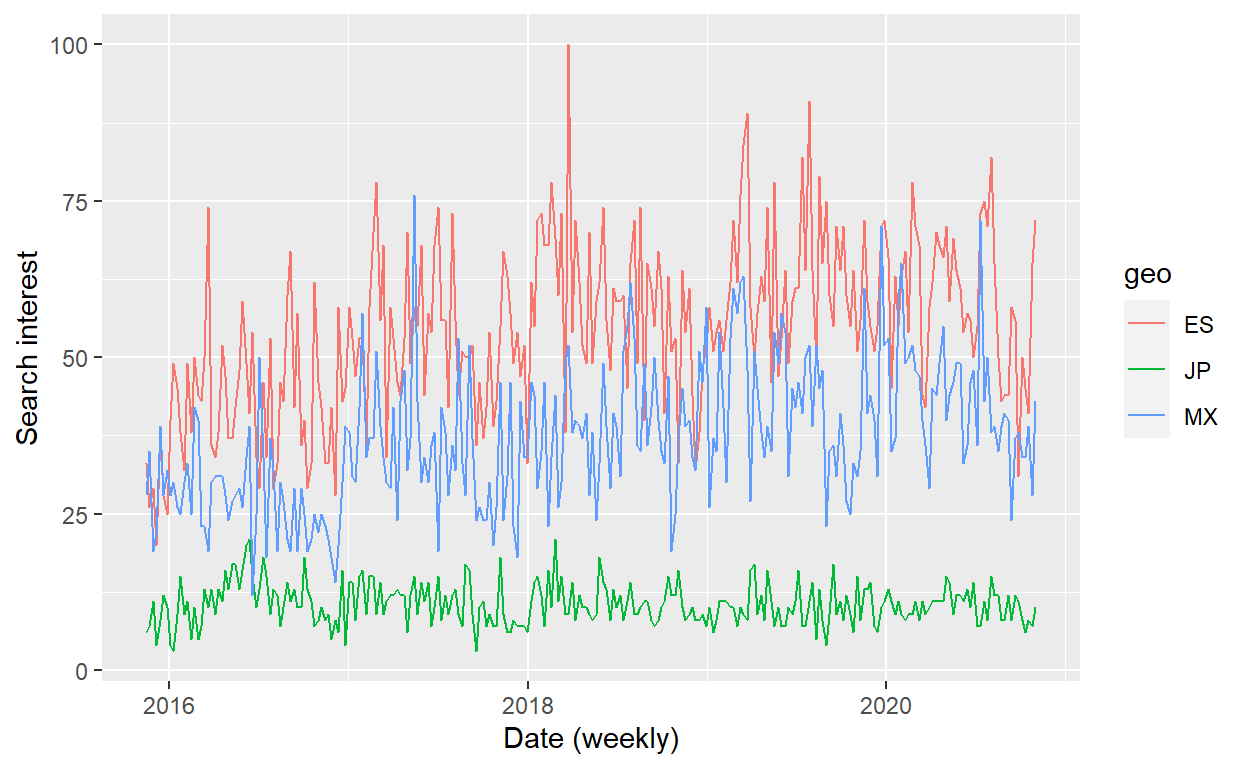 100
75
50
25
0
Search interest
2016
2018
2020
Date (weekly)
geo
ES
JP
MX